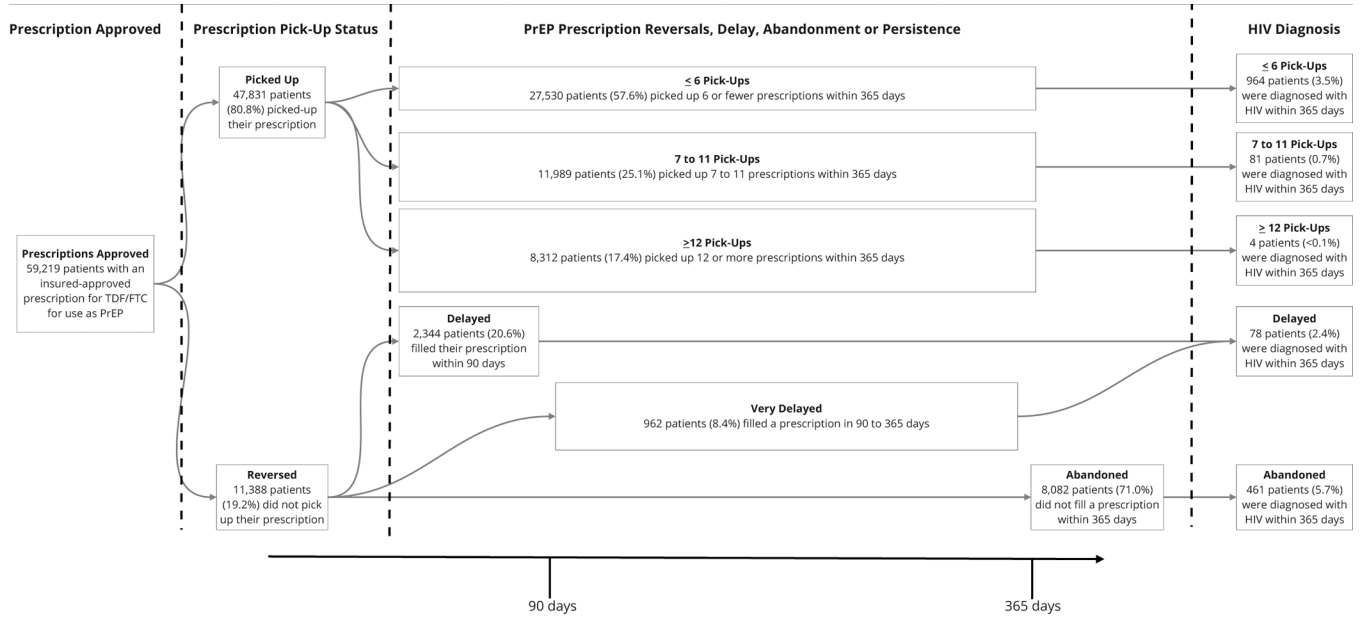 Prescription Approved
Prescription Pick-Up Status
PrEP Prescription Reversals, Delay, Abandonment or Persistence
HIV Diagnosis
Prescriptions Approved
59,219 patients with an
insured-approved
prescription for TDF/FTC
for use as PrEP
Picked Up
47,831 patients
(80.8%) picked-up
their prescription
≤ 6 Pick-Ups
27,530 patients (57.6%) picked up 6 or fewer prescriptions within 365 days
≤ 6 Pick-Ups
964 patients (3.5%)
were diagnosed with
HIV within 365 days
7 to 11 Pick-Ups
11,989 patients (25.1%) picked up 7 to 11 prescriptions within 365 days
7 to 11 Pick-Ups
81 patients (0.7%)
were diagnosed with
HIV within 365 days
≥12 Pick-Ups
8,312 patients (17.4%) picked up 12 or more prescriptions within 365 days
≥ 12 Pick-Ups
4 patients (<0.1%)
were diagnosed with
HIV within 365 days
Delayed
2,344 patients (20.6%)
filled their prescription
within 90 days
Delayed
78 patients (2.4%)
were diagnosed with
HIV within 365 days
Very Delayed
962 patients (8.4%) filled a prescription in 90 to 365 days
Reversed
11,388 patients
(19.2%) did not pick
up their prescription
Abandoned
8,082 patients (71.0%)
did not fill a prescription
within 365 days
Abandoned
461 patients (5.7%)
were diagnosed with
HIV within 365 days
90 days
365 days